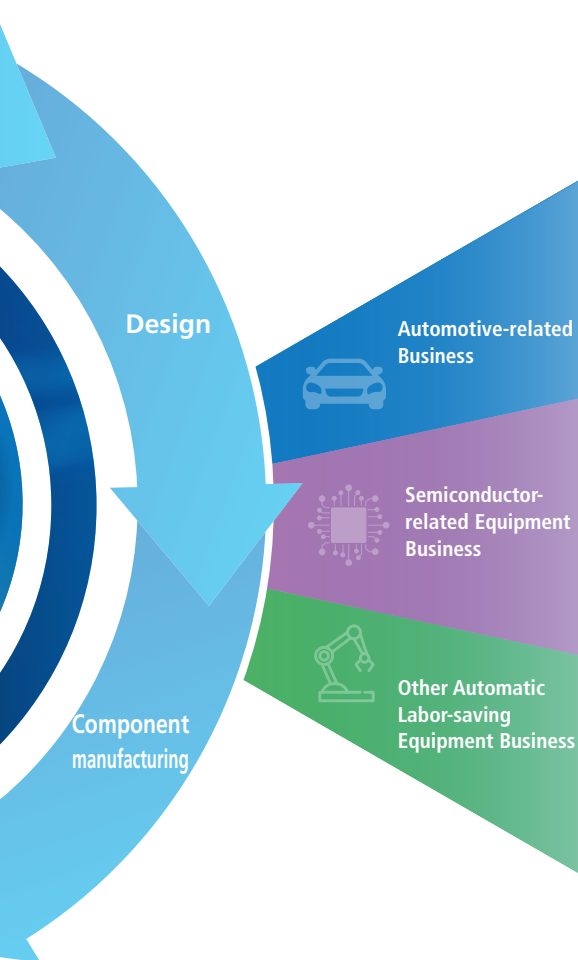 Design
Automotive-related
Business
Semiconductor-
related Equipment
Business
Other Automatic
Labor-saving
Equipment Business
Component
manufacturing